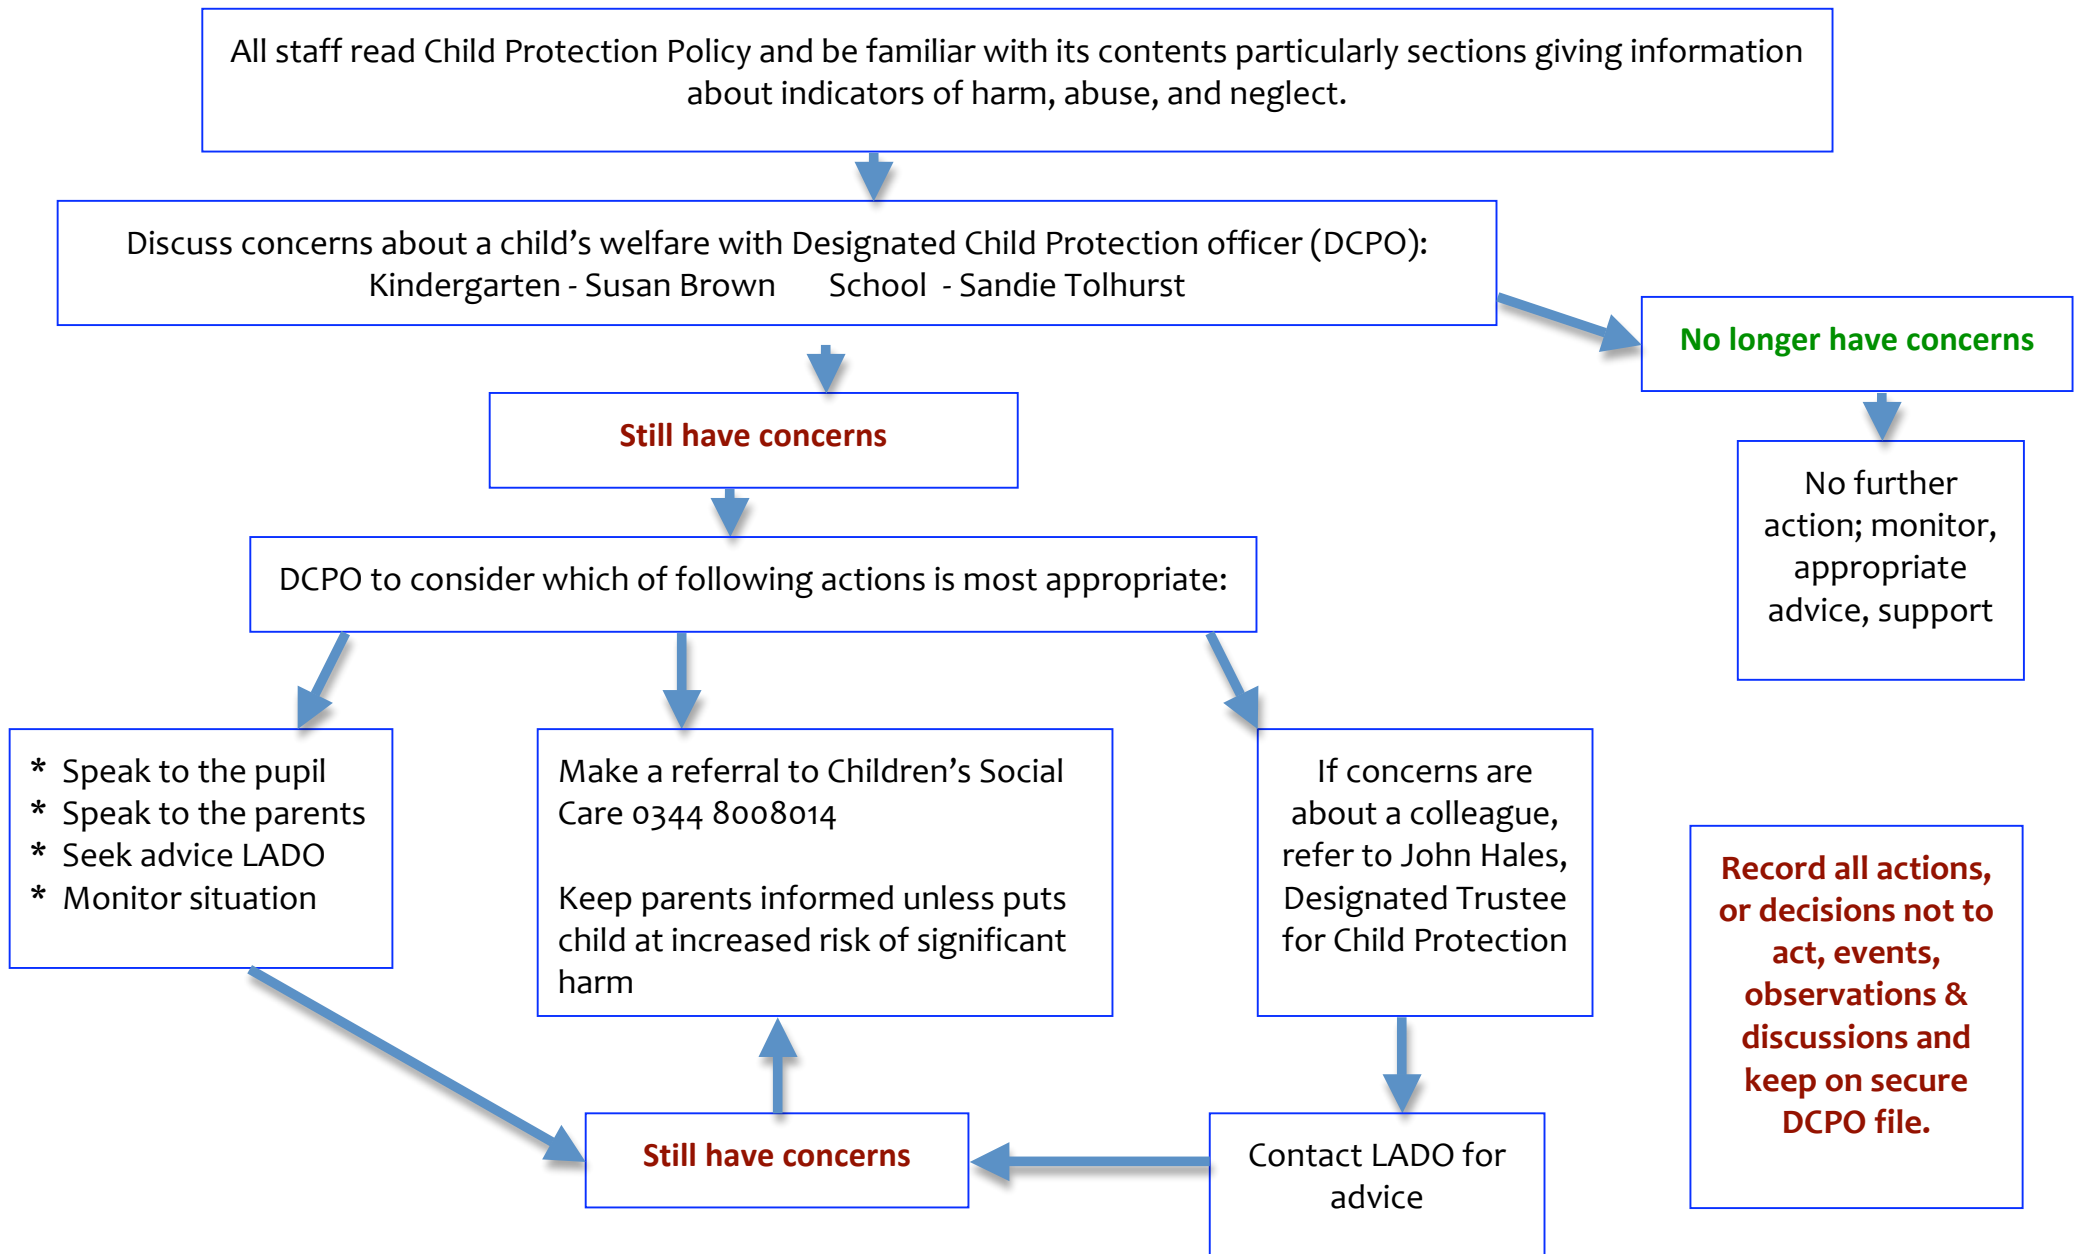 All staff read Child Protection Policy and be familiar with its contents particularly sections giving information
about indicators of harm, abuse, and neglect.
Discuss concerns about a child’s welfare with Designated Child Protection officer (DCPO):
Kindergarten - Susan Brown School - Sandie Tolhurst
No longer have concerns
Still have concerns
No further
action; monitor,
appropriate
advice, support
DCPO to consider which of following actions is most appropriate:
* Speak to the pupil
* Speak to the parents
* Seek advice LADO
* Monitor situation
Make a referral to Children’s Social
Care 0344 8008014
Keep parents informed unless puts
child at increased risk of significant
harm
If concerns are
about a colleague,
refer to John Hales,
Designated Trustee
for Child Protection
Record all actions,
or decisions not to
act, events,
observations &
discussions and
keep on secure
DCPO file.
Still have concerns
Contact LADO for
advice